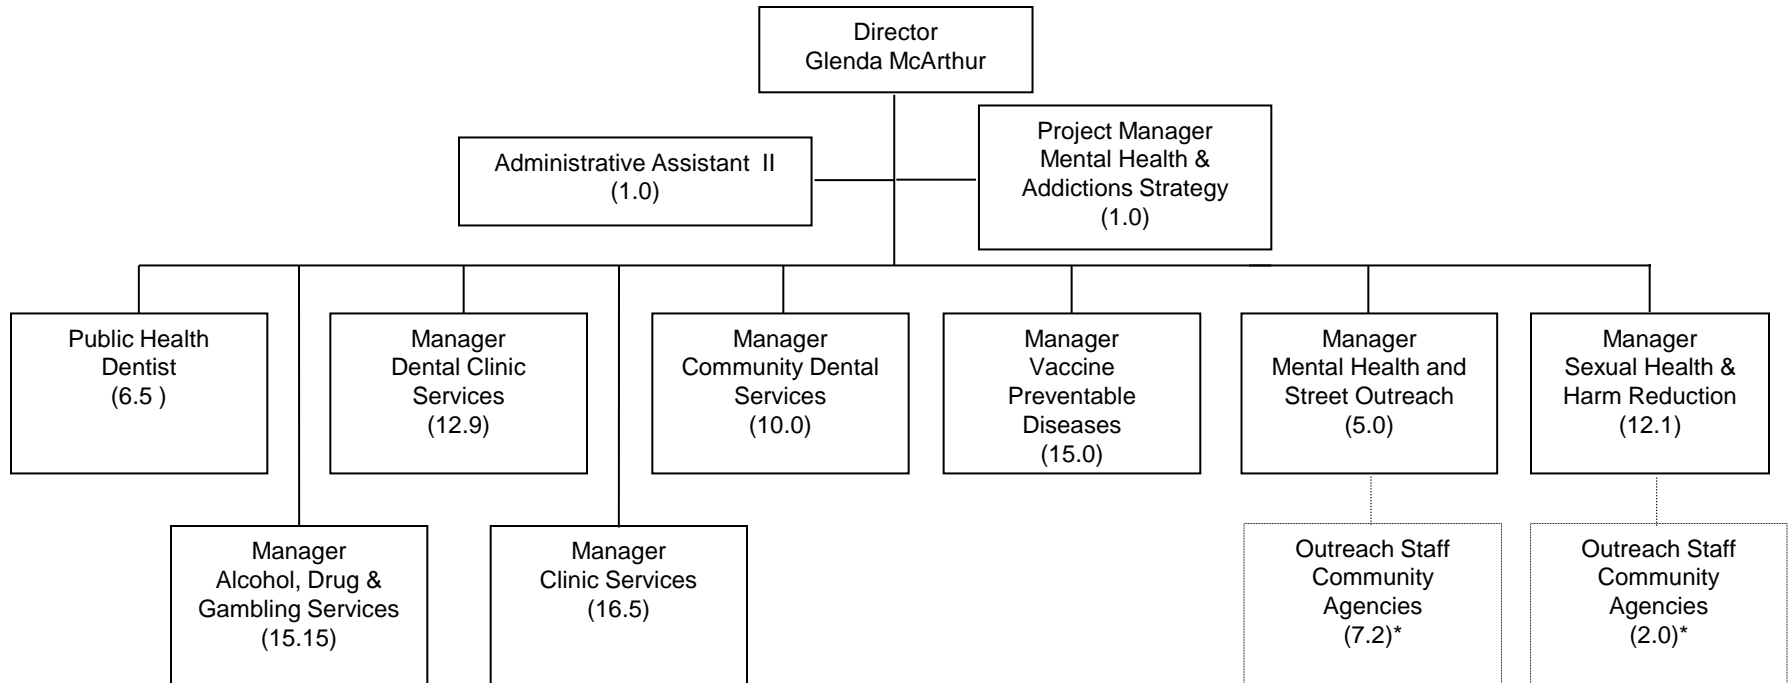 Director
Glenda McArthur
Administrative Assistant  II
(1.0)
Project Manager
Mental Health &
Addictions Strategy
(1.0)
Public Health
Dentist
(6.5 )
Manager
Dental Clinic
Services
(12.9)
Manager
Community Dental
Services
(10.0)
Manager
Vaccine
Preventable
Diseases
(15.0)
Manager
Mental Health and
Street Outreach
(5.0)
Manager
Sexual Health &
Harm Reduction
(12.1)
Manager
Alcohol, Drug &
Gambling Services
(15.15)
Manager
Clinic Services
(16.5)
Outreach Staff
Community
Agencies
(7.2)*
Outreach Staff
Community
Agencies
(2.0)*